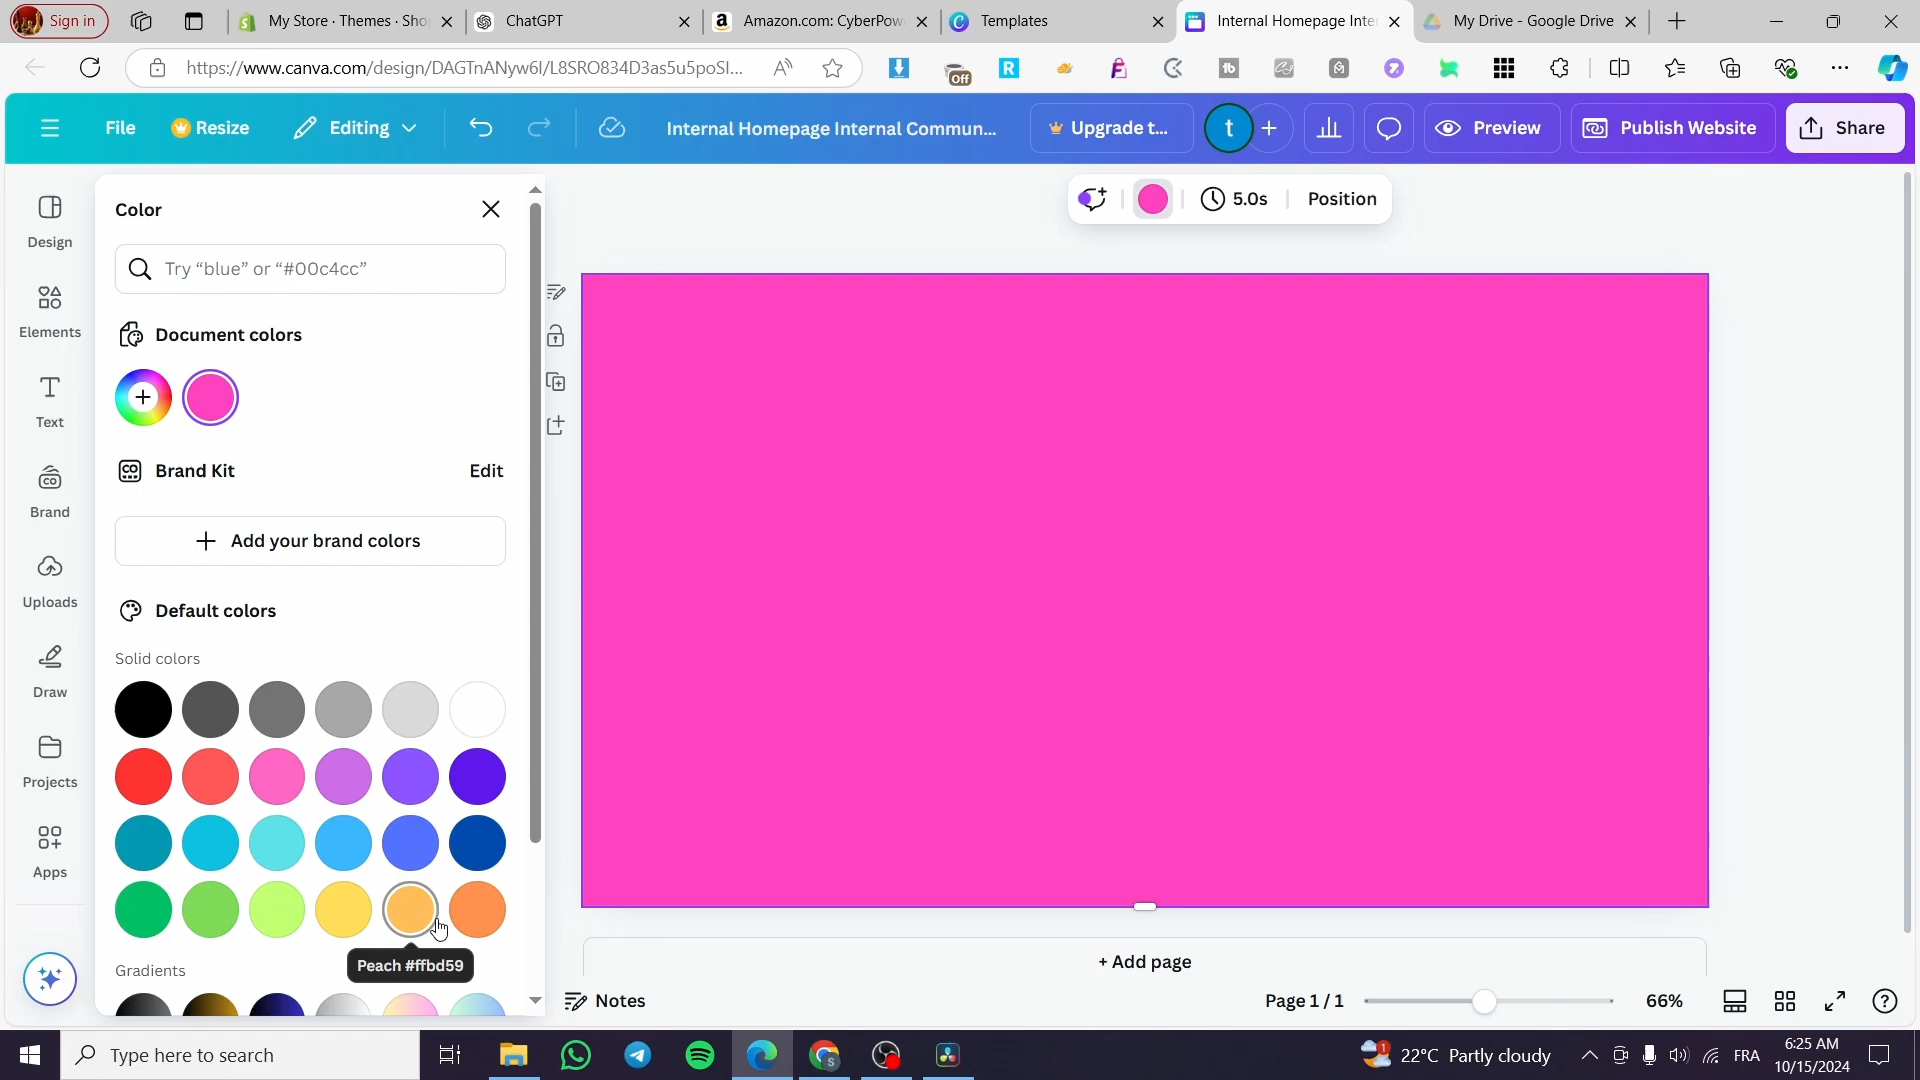 Sign in
My Store · Themes · Sho
ChatGPT
Amazon.com: CyberPow
Templates
Internal Homepage Inte
My Drive - Google Drive
https://www.canva.com/design/DAGTnANyw6I/L8SRO834D3as5u5poSI...
Off
File
Resize
Editing
Internal Homepage Internal Commun...
Upgrade t...
t
Preview
Publish Website
Share
Design
Elements
Text
Brand
Uploads
Draw
Projects
Apps
Color
Try “blue” or “#00c4cc”
Document colors
Brand Kit
Edit
Add your brand colors
Default colors
Solid colors
Peach #ffbd59
Gradients
5.0s
Position
+ Add page
Notes
Page 1 / 1
66%
Type here to search
22°C Partly cloudy
FRA
6:25 AM
10/15/2024